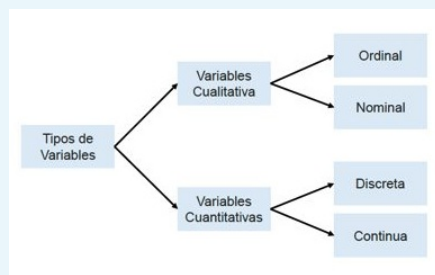 Tipos de
Variables
Variables
Cualitativa
Ordinal
Nominal
Variables
Cuantitativas
Discreta
Continua